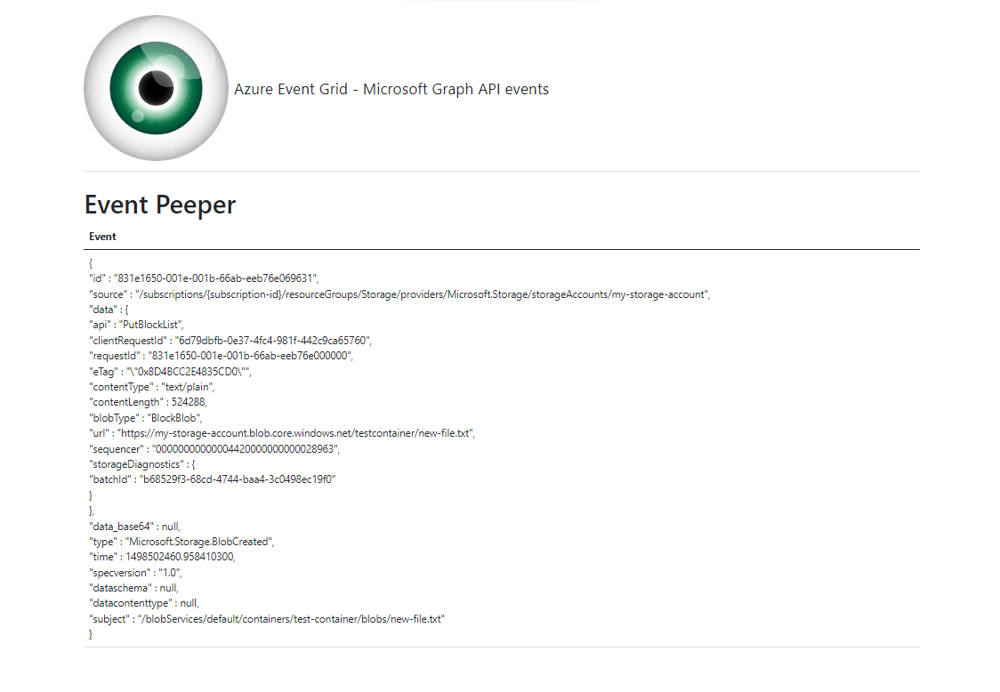 Azure Event Grid - Microsoft Graph API events
Event Peeper
Event
{
"id" : "831e1650-001e-001b-66ab-eeb76e069631",
"source" : "/subscriptions/{subscription-id}/resourceGroups/Storage/providers/Microsoft.Storage/storageAccounts/my-storage-account",
"data" : {
"api" : "PutBlockList",
"clientRequestId" : "6d79dbfb-0e37-4fc4-981f-442c9ca65760",
"requestId" : "831e1650-001e-001b-66ab-eeb76e000000",
"eTag" : "\"0x8D4BCC2E4835CD0\"",
"contentType" : "text/plain",
"contentLength" : 524288,
"blobType" : "BlockBlob",
"url" : "https://my-storage-account.blob.core.windows.net/testcontainer/new-file.txt",
"sequencer" : "00000000000004420000000000028963",
"storageDiagnostics" : {
"batchId" : "b68529f3-68cd-4744-baa4-3c0498ec19f0"
}
},
"data_base64" : null,
"type" : "Microsoft.Storage.BlobCreated",
"time" : 1498502460.958410300,
"specversion" : "1.0",
"dataschema" : null,
"datacontenttype" : null,
"subject" : "/blobServices/default/containers/test-container/blobs/new-file.txt"
}